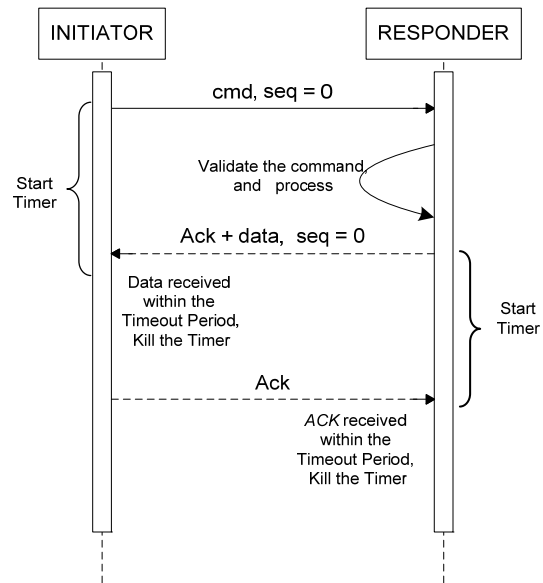 INITIATOR
RESPONDER
cmd, seq = 0
Start
Timer
Validate the command,
and process
Ack + data, seq = 0
Data received
within the
Timeout Period,
Kill the Timer
Start
Timer
Ack
ACK received
within the
Timeout Period,
Kill the Timer